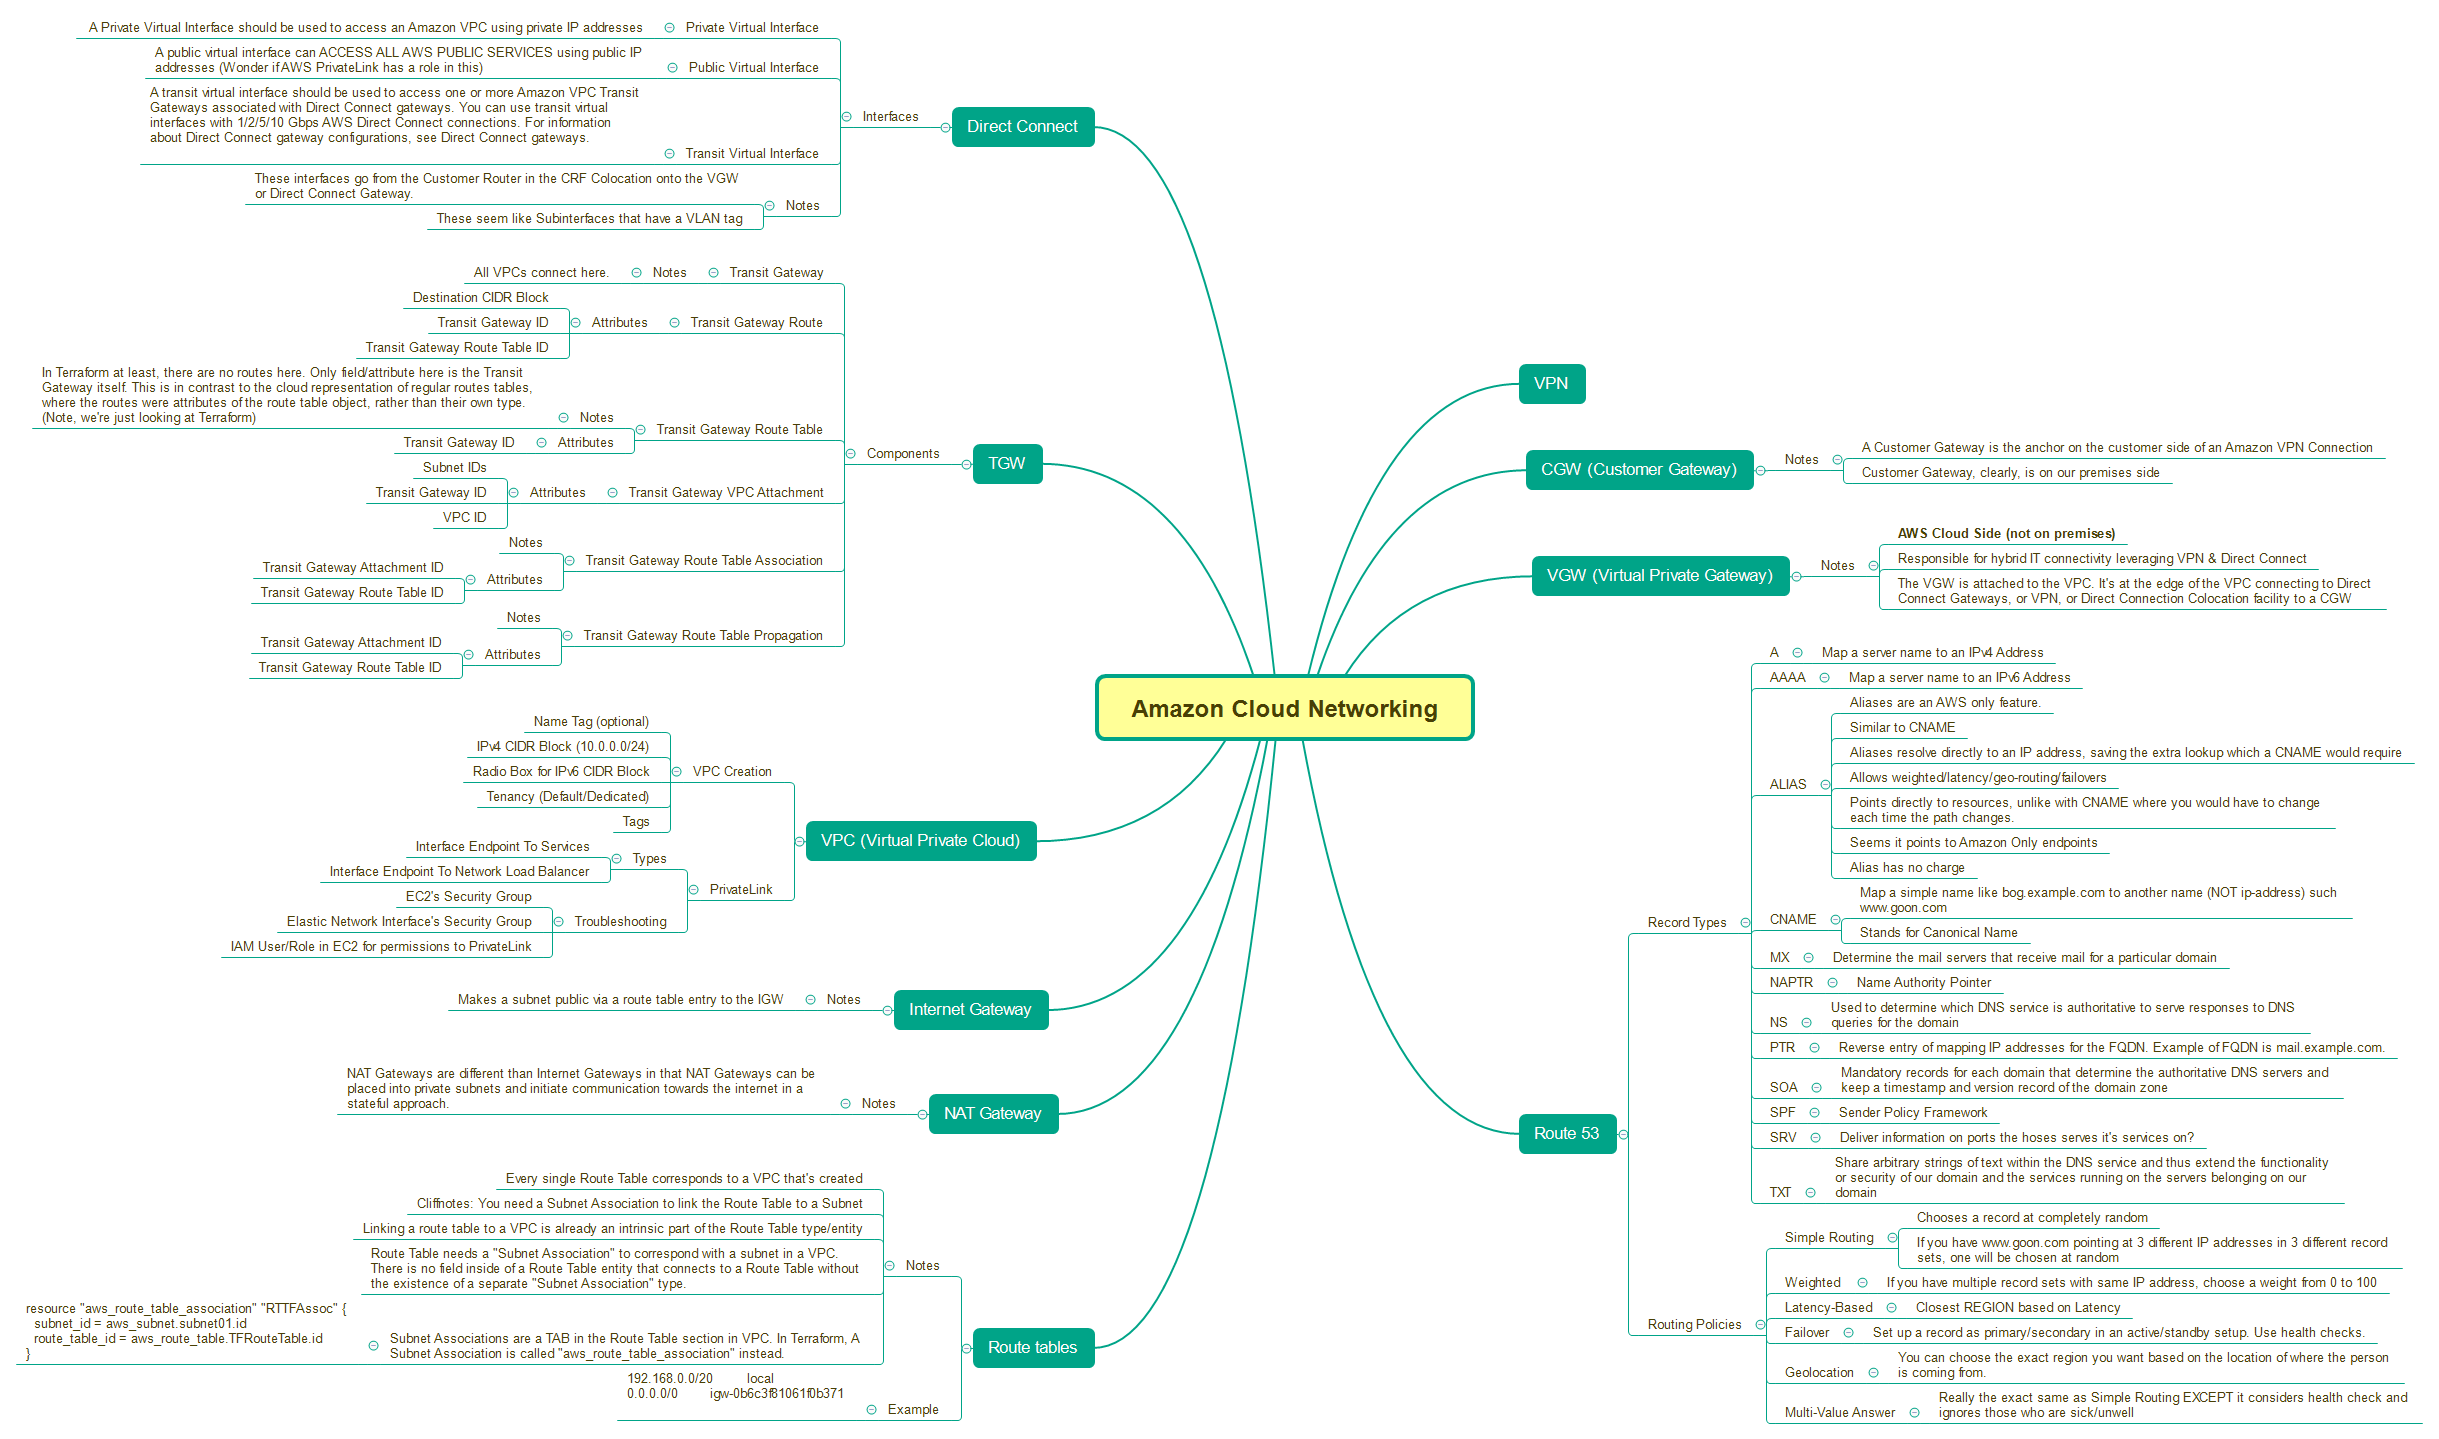 Amazon Cloud Networking
Direct Connect
Interfaces
Private Virtual Interface
A Private Virtual Interface should be used to access an Amazon VPC using private IP addresses
Public Virtual Interface
A public virtual interface can ACCESS ALL AWS PUBLIC SERVICES using public IP
addresses (Wonder if AWS PrivateLink has a role in this)
Transit Virtual Interface
A transit virtual interface should be used to access one or more Amazon VPC Transit
Gateways associated with Direct Connect gateways. You can use transit virtual
interfaces with 1/2/5/10 Gbps AWS Direct Connect connections. For information
about Direct Connect gateway configurations, see Direct Connect gateways.
Notes
These interfaces go from the Customer Router in the CRF Colocation onto the VGW
or Direct Connect Gateway.
These seem like Subinterfaces that have a VLAN tag
TGW
Components
Transit Gateway
Notes
All VPCs connect here.
Transit Gateway Route
Attributes
Destination CIDR Block
Transit Gateway ID
Transit Gateway Route Table ID
Transit Gateway Route Table
Notes
In Terraform at least, there are no routes here. Only field/attribute here is the Transit
Gateway itself. This is in contrast to the cloud representation of regular routes tables,
where the routes were attributes of the route table object, rather than their own type.
(Note, we're just looking at Terraform)
Attributes
Transit Gateway ID
Transit Gateway VPC Attachment
Attributes
Subnet IDs
Transit Gateway ID
VPC ID
Transit Gateway Route Table Association
Notes
Attributes
Transit Gateway Attachment ID
Transit Gateway Route Table ID
Transit Gateway Route Table Propagation
Notes
Attributes
Transit Gateway Attachment ID
Transit Gateway Route Table ID
VPC (Virtual Private Cloud)
VPC Creation
Name Tag (optional)
IPv4 CIDR Block (10.0.0.0/24)
Radio Box for IPv6 CIDR Block
Tenancy (Default/Dedicated)
Tags
PrivateLink
Types
Interface Endpoint To Services
Interface Endpoint To Network Load Balancer
Troubleshooting
EC2's Security Group
Elastic Network Interface's Security Group
IAM User/Role in EC2 for permissions to PrivateLink
Internet Gateway
Notes
Makes a subnet public via a route table entry to the IGW
NAT Gateway
Notes
NAT Gateways are different than Internet Gateways in that NAT Gateways can be
placed into private subnets and initiate communication towards the internet in a
stateful approach.
Route tables
Notes
Every single Route Table corresponds to a VPC that's created
Cliffnotes: You need a Subnet Association to link the Route Table to a Subnet
Linking a route table to a VPC is already an intrinsic part of the Route Table type/entity
Route Table needs a "Subnet Association" to correspond with a subnet in a VPC.
There is no field inside of a Route Table entity that connects to a Route Table without
the existence of a separate "Subnet Association" type.
Subnet Associations are a TAB in the Route Table section in VPC. In Terraform, A
Subnet Association is called "aws_route_table_association" instead.
resource "aws_route_table_association" "RTTFAssoc" {
subnet_id = aws_subnet.subnet01.id
route_table_id = aws_route_table.TFRouteTable.id
}
Example
192.168.0.0/20 local
0.0.0.0/0 igw-0b6c3f81061f0b371
VPN
CGW (Customer Gateway)
Notes
A Customer Gateway is the anchor on the customer side of an Amazon VPN Connection
Customer Gateway, clearly, is on our premises side
VGW (Virtual Private Gateway)
Notes
AWS Cloud Side (not on premises)
Responsible for hybrid IT connectivity leveraging VPN & Direct Connect
The VGW is attached to the VPC. It's at the edge of the VPC connecting to Direct
Connect Gateways, or VPN, or Direct Connection Colocation facility to a CGW
Route 53
Record Types
A
Map a server name to an IPv4 Address
AAAA
Map a server name to an IPv6 Address
ALIAS
Aliases are an AWS only feature.
Similar to CNAME
Aliases resolve directly to an IP address, saving the extra lookup which a CNAME would require
Allows weighted/latency/geo-routing/failovers
Points directly to resources, unlike with CNAME where you would have to change
each time the path changes.
Seems it points to Amazon Only endpoints
Alias has no charge
CNAME
Map a simple name like bog.example.com to another name (NOT ip-address) such
www.goon.com
Stands for Canonical Name
MX
Determine the mail servers that receive mail for a particular domain
NAPTR
Name Authority Pointer
NS
Used to determine which DNS service is authoritative to serve responses to DNS
queries for the domain
PTR
Reverse entry of mapping IP addresses for the FQDN. Example of FQDN is mail.example.com.
SOA
Mandatory records for each domain that determine the authoritative DNS servers and
keep a timestamp and version record of the domain zone
SPF
Sender Policy Framework
SRV
Deliver information on ports the hoses serves it's services on?
TXT
Share arbitrary strings of text within the DNS service and thus extend the functionality
or security of our domain and the services running on the servers belonging on our
domain
Routing Policies
Simple Routing
Chooses a record at completely random
If you have www.goon.com pointing at 3 different IP addresses in 3 different record
sets, one will be chosen at random
Weighted
If you have multiple record sets with same IP address, choose a weight from 0 to 100
Latency-Based
Closest REGION based on Latency
Failover
Set up a record as primary/secondary in an active/standby setup. Use health checks.
Geolocation
You can choose the exact region you want based on the location of where the person
is coming from.
Multi-Value Answer
Really the exact same as Simple Routing EXCEPT it considers health check and
ignores those who are sick/unwell